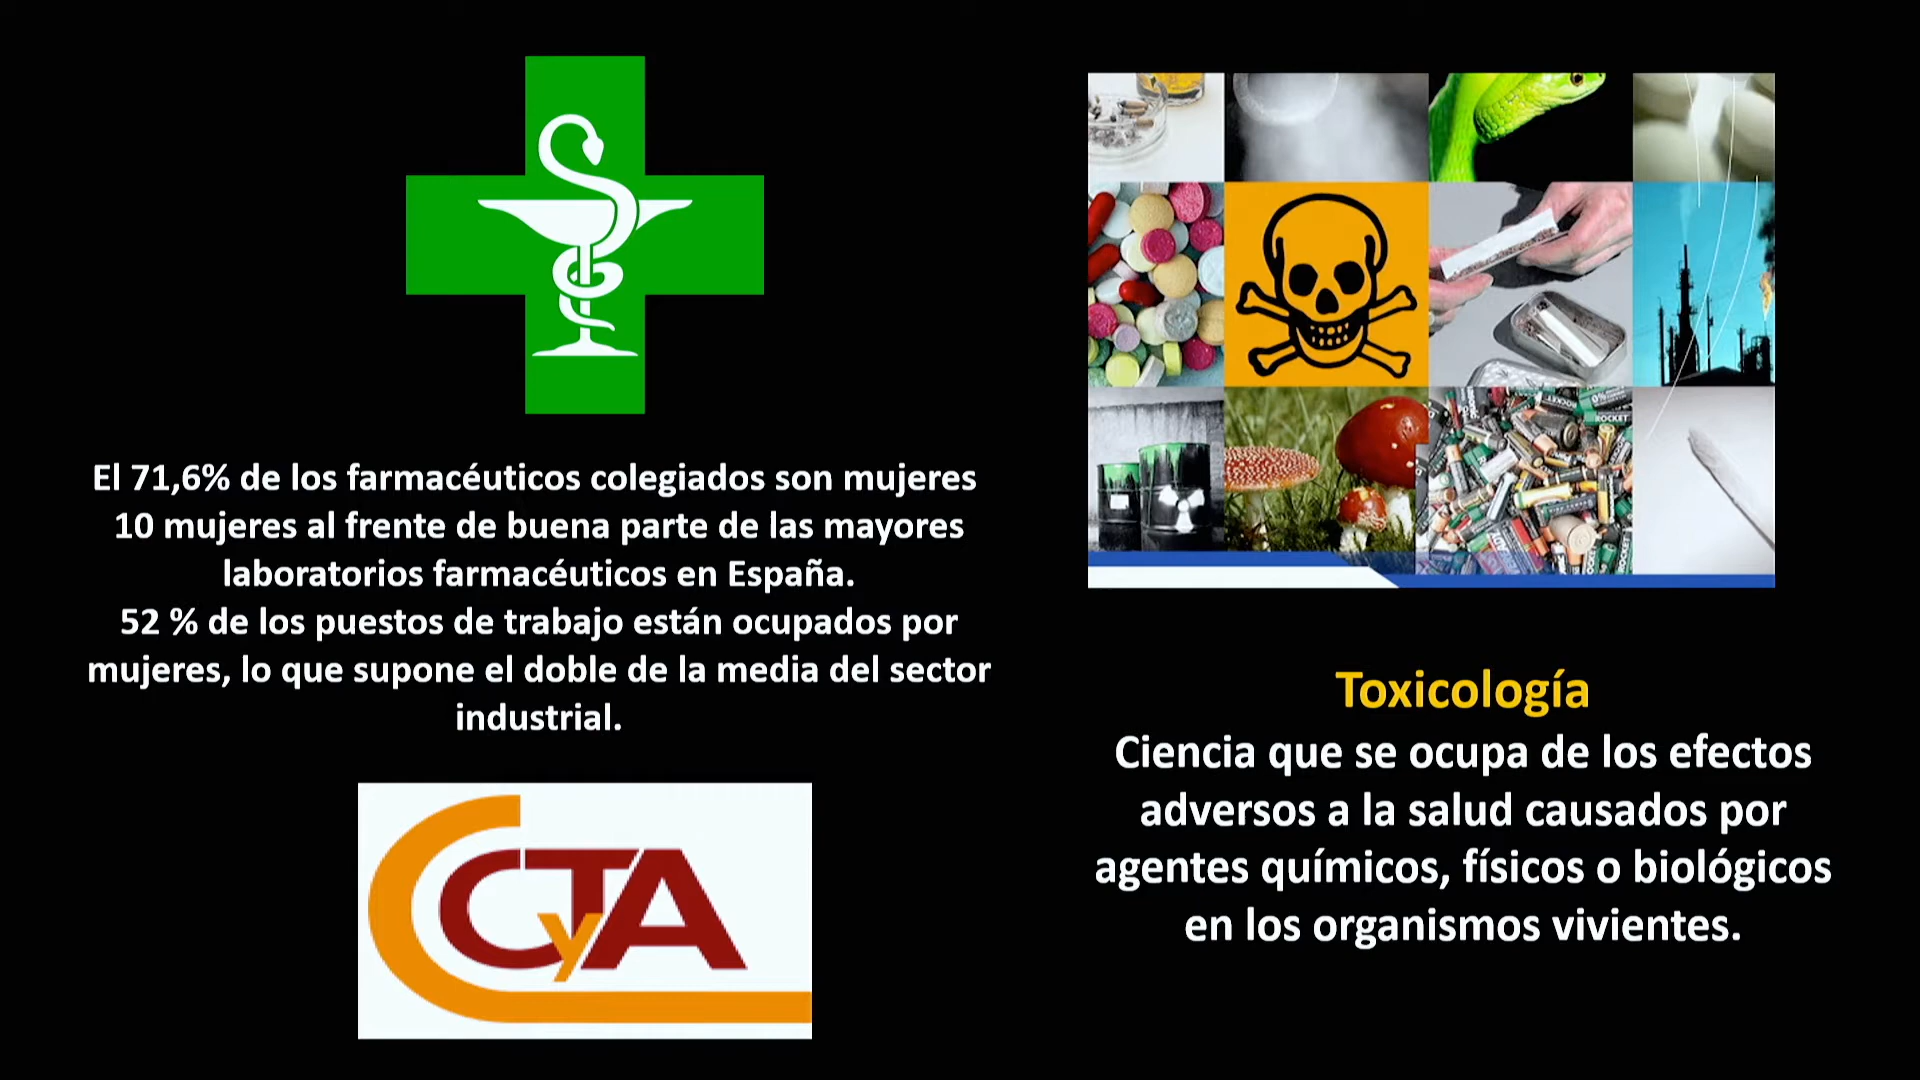 El 71,6% de los farmacéuticos colegiados son mujeres
10 mujeres al frente de buena parte de las mayores
laboratorios farmacéuticos en España.
52 % de los puestos de trabajo están ocupados por
mujeres, lo que supone el doble de la media del sector
industrial.
CyTA
ROCKET
ROCKET
Toxicología
Ciencia que se ocupa de los efectos
adversos a la salud causados por
agentes químicos, físicos o biológicos
en los organismos vivientes.